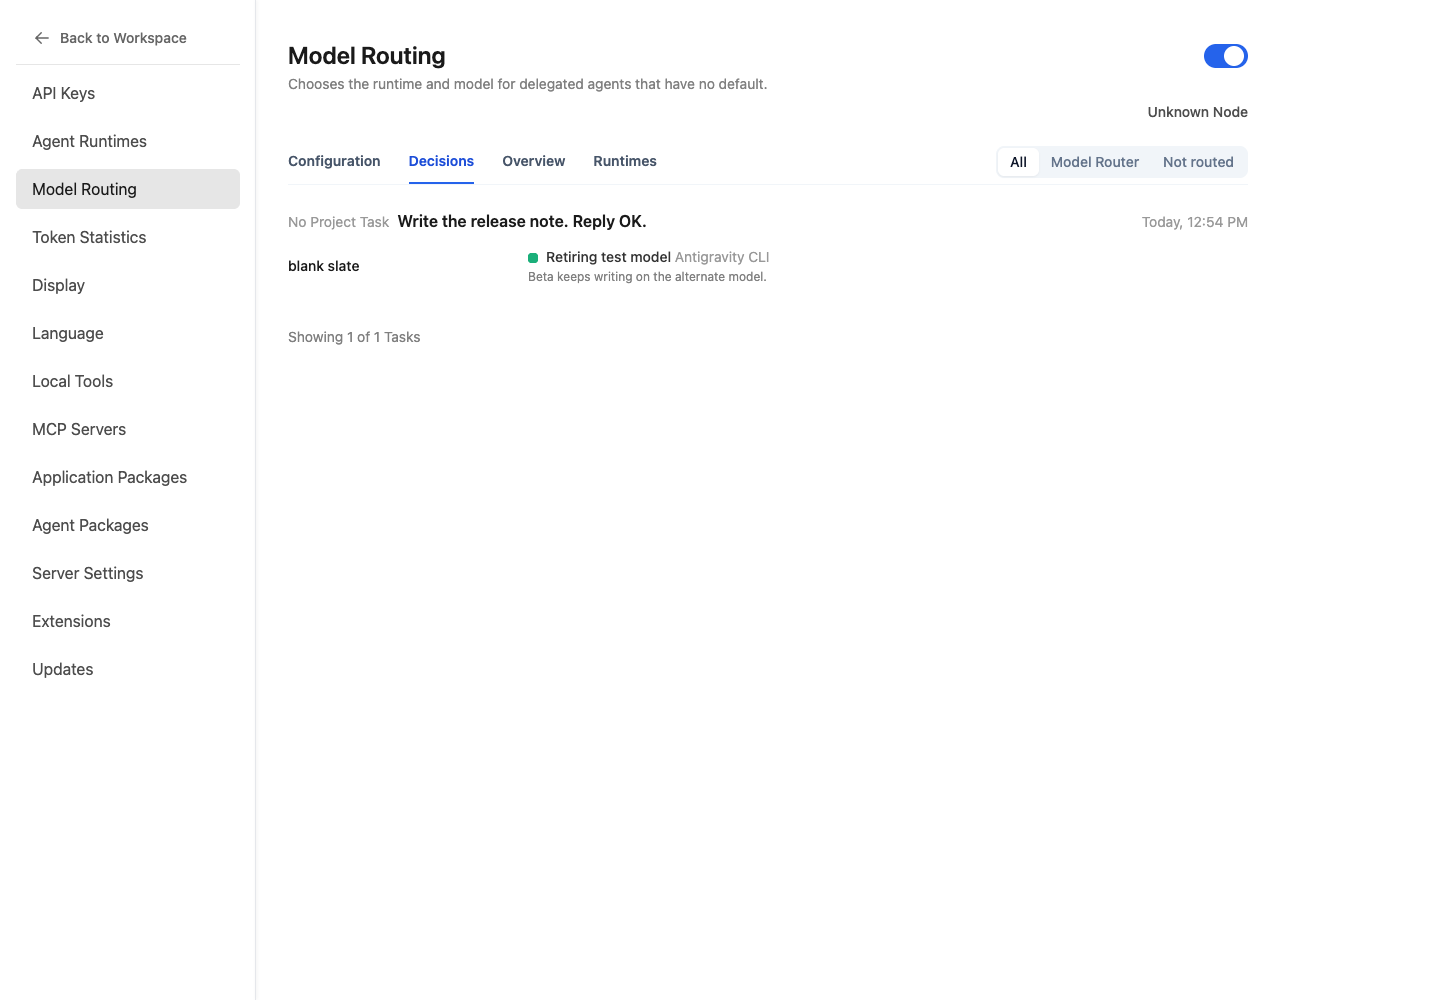 Back to Workspace
API Keys
Agent Runtimes
Model Routing
Token Statistics
Display
Language
Local Tools
MCP Servers
Application Packages
Agent Packages
Server Settings
Extensions
Updates
Model Routing
Chooses the runtime and model for delegated agents that have no default.
Unknown Node
Configuration Decisions Overview Runtimes All Model Router Not routed
No Project Task Write the release note. Reply OK. Today, 12:54 PM
blank slate
Retiring test model Antigravity CLI
Beta keeps writing on the alternate model.
Showing 1 of 1 Tasks